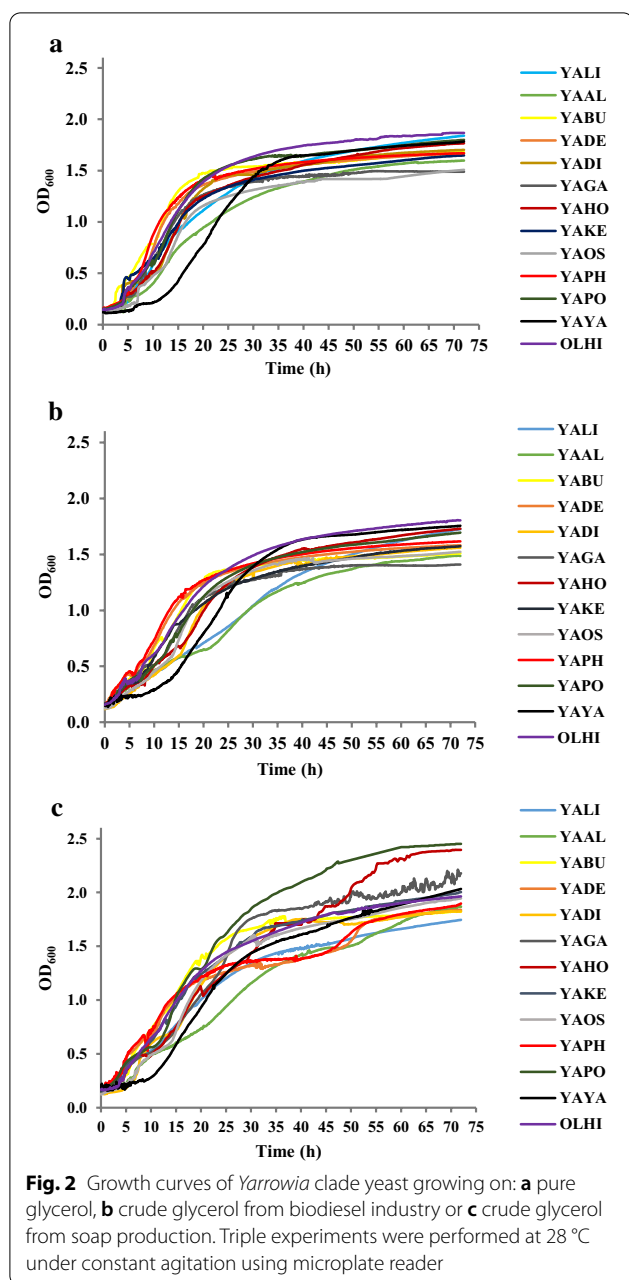 a
2.5
2.0
1.5
1.0
0.5
0.0
OD600
0 5 10 15 20 25 30 35 40 45 50 55 60 65 70 75
Time (h)
YALI
YAAL
YABU
YADE
YADI
YAGA
YAHO
YAKE
YAOS
YAPH
YAPO
YAYA
OLHI
b
2.5
2.0
1.5
1.0
0.5
0.0
OD600
0 5 10 15 20 25 30 35 40 45 50 55 60 65 70 75
Time (h)
YALI
YAAL
YABU
YADE
YADI
YAGA
YAHO
YAKE
YAOS
YAPH
YAPO
YAYA
OLHI
c
2.5
2.0
1.5
1.0
0.5
0.0
OD600
0 5 10 15 20 25 30 35 40 45 50 55 60 65 70 75
Time (h)
YALI
YAAL
YABU
YADE
YADI
YAGA
YAHO
YAKE
YAOS
YAPH
YAPO
YAYA
OLHI
Fig. 2 Growth curves of Yarrowia clade yeast growing on: a pure
glycerol, b crude glycerol from biodiesel industry or c crude glycerol
from soap production. Triple experiments were performed at 28 °C
under constant agitation using microplate reader